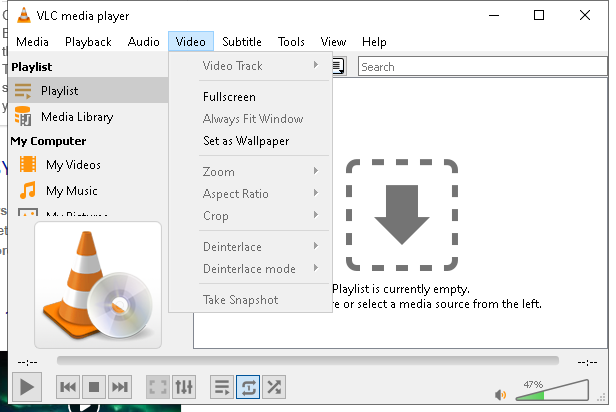 VLC media player
Media Playback Audio Video Subtitle Tools View Help
Playlist
Playlist
Media Library
My Computer
My Videos
My Music
Video Track
Fullscreen
Always Fit Window
Set as Wallpaper
Zoom
Aspect Ratio
Crop
Deinterlace
Deinterlace mode
Take Snapshot
Search
Playlist is currently empty.
re or select a media source from the left.
--:--
--:--
47%